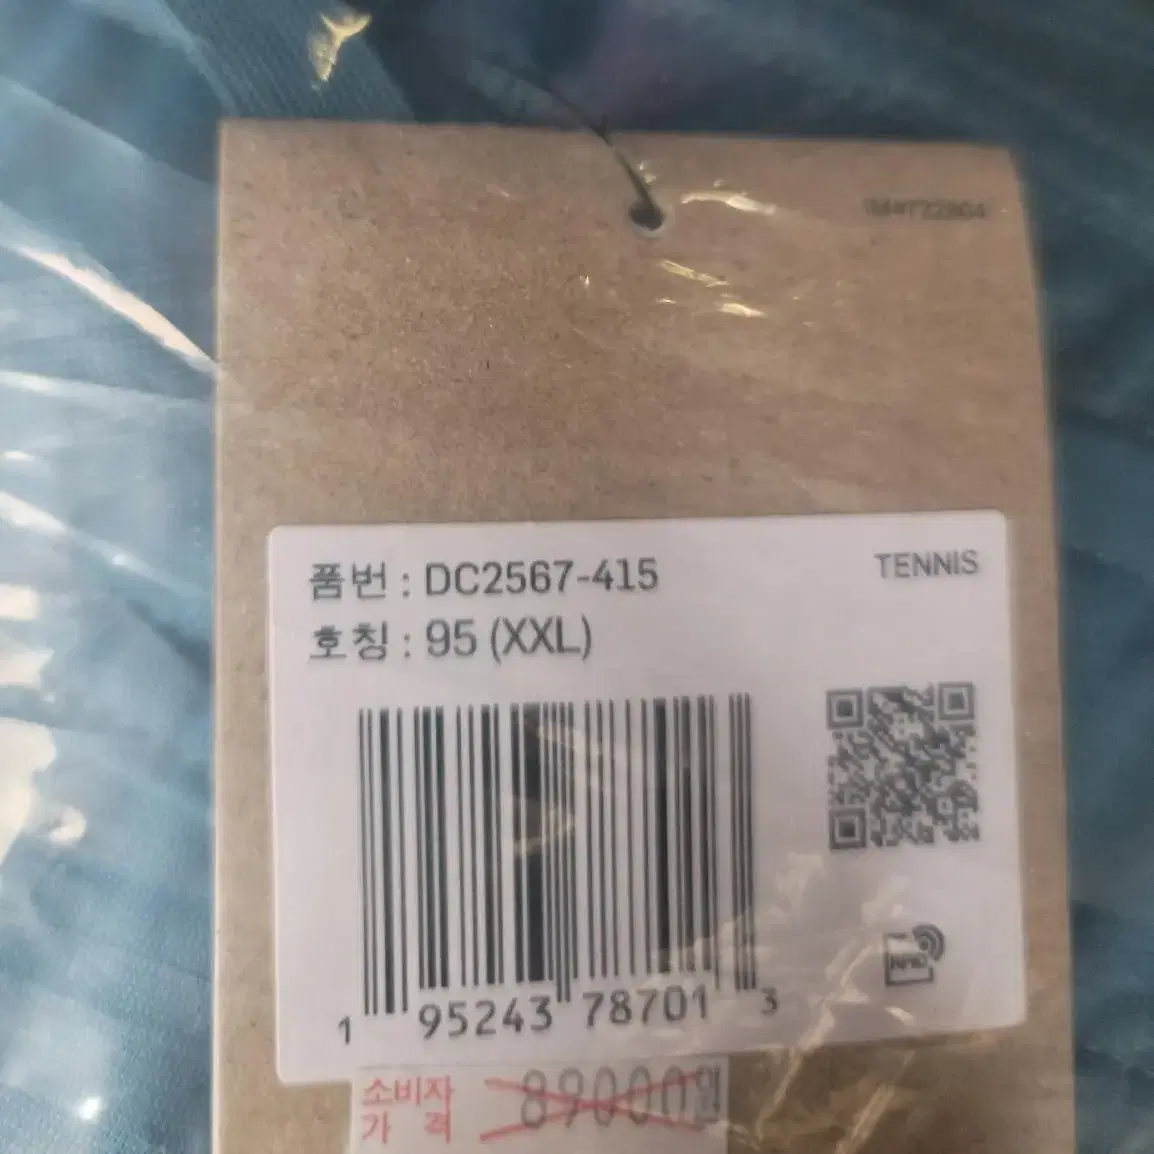 품번 : DC2567-415
TENNIS
호칭 : 95 (XXL)
1 95243 78701 3
소비자
가 격
89000원